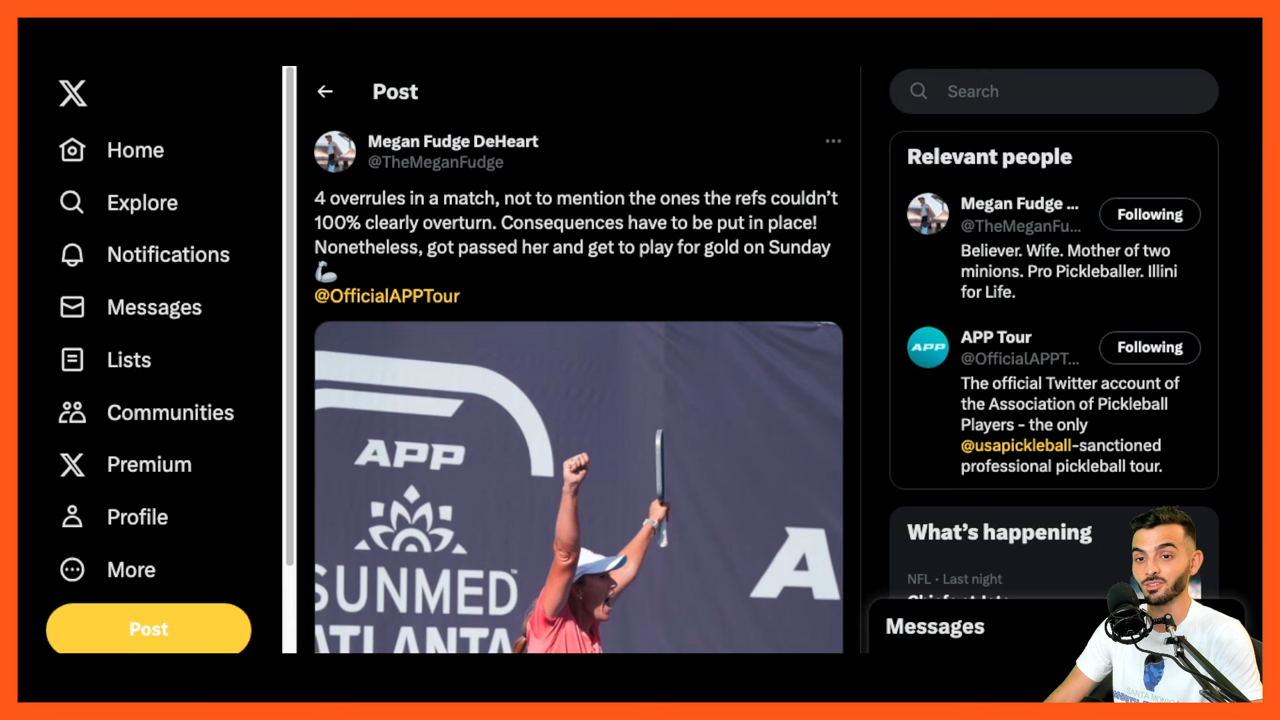 Home
Explore
Notifications
Messages
Lists
Communities
Premium
Profile
More
Post
Post
Megan Fudge DeHeart
@TheMeganFudge
4 overrules in a match, not to mention the ones the refs couldn’t
100% clearly overturn. Consequences have to be put in place!
Nonetheless, got passed her and get to play for gold on Sunday
💪
@OfficialAPPTour
APP
SUNMED
ATLANTA
A
Search
Relevant people
Megan Fudge ...
@TheMeganFu...
Following
Believer. Wife. Mother of two
minions. Pro Pickleballer. Illini
for Life.
APP
APP Tour
@OfficialAPPT...
Following
The official Twitter account of
the Association of Pickleball
Players - the only
@usapickleball-sanctioned
professional pickleball tour.
What’s happening
NFL · Last night
Messages
SANTA MONICA